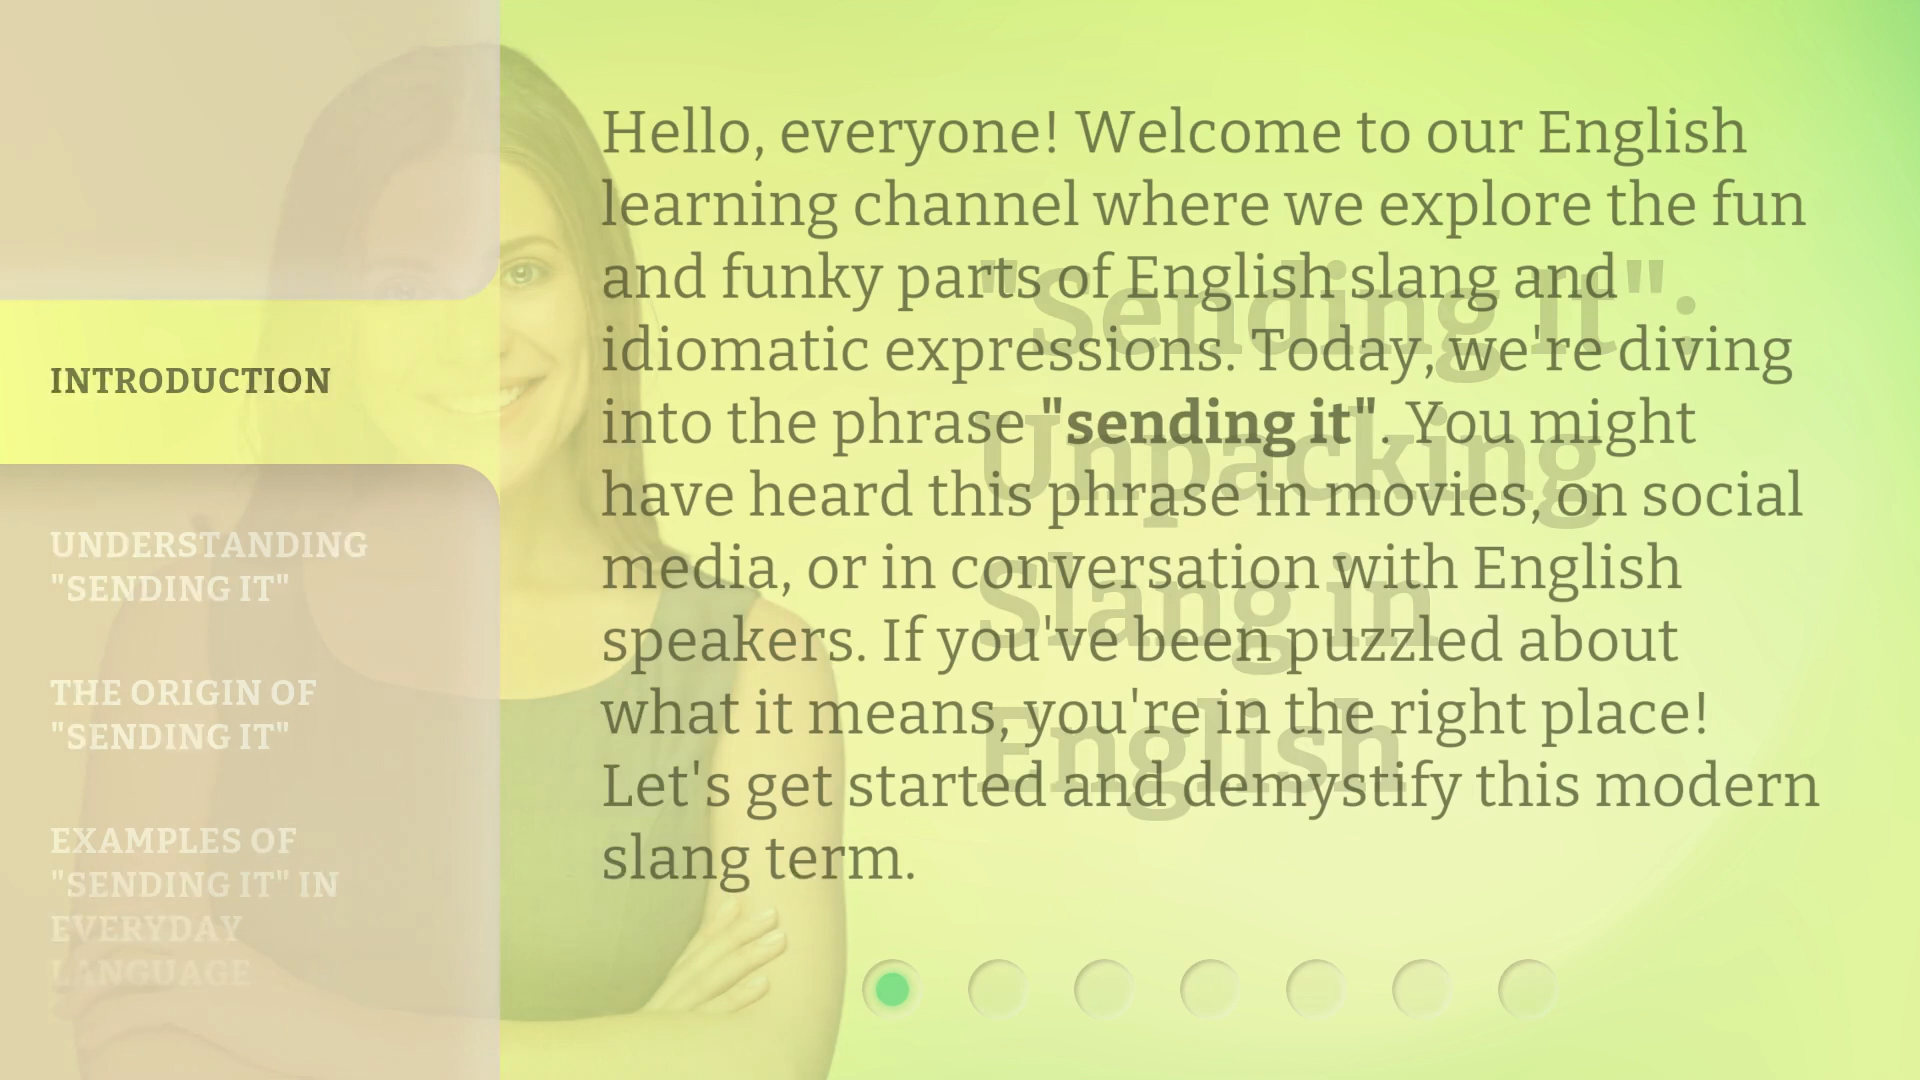 INTRODUCTION
UNDERSTANDING
"SENDING IT"
THE ORIGIN OF
"SENDING IT"
EXAMPLES OF
"SENDING IT" IN
EVERYDAY
LANGUAGE
Hello, everyone! Welcome to our English
learning channel where we explore the fun
and funky parts of English slang and
idiomatic expressions. Today, we're diving
into the phrase "sending it". You might
have heard this phrase in movies, on social
media, or in conversation with English
speakers. If you've been puzzled about
what it means, you're in the right place!
Let's get started and demystify this modern
slang term.
"Sending It":
Unpacking
Slang in
English